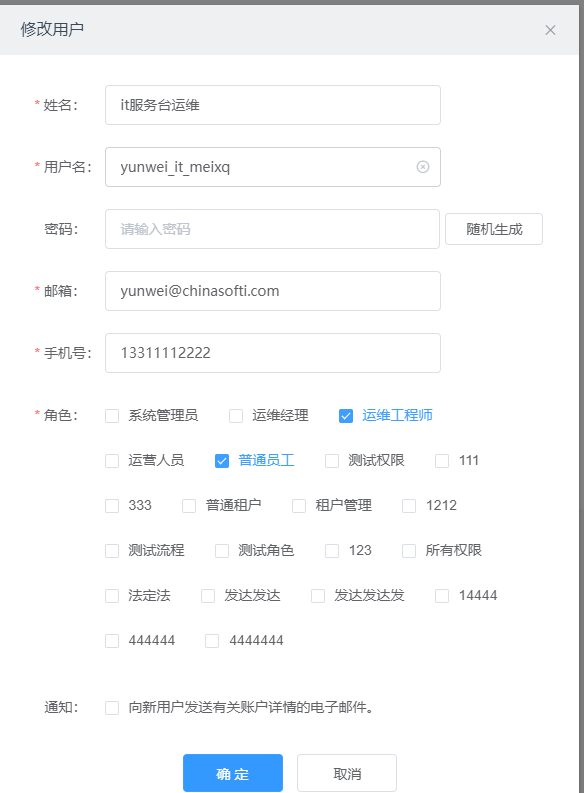 修改用户
* 姓名： it服务台运维
* 用户名： yunwei_it_meixq
密码： 请输入密码 随机生成
* 邮箱： yunwei@chinasofti.com
* 手机号： 13311112222
* 角色： 系统管理员 运维经理 运维工程师
运营人员 普通员工 测试权限 111
333 普通租户 租户管理 1212
测试流程 测试角色 123 所有权限
法定法 发达发达 发达发达发 14444
444444 4444444
通知： 向新用户发送有关账户详情的电子邮件。
确 定 取消